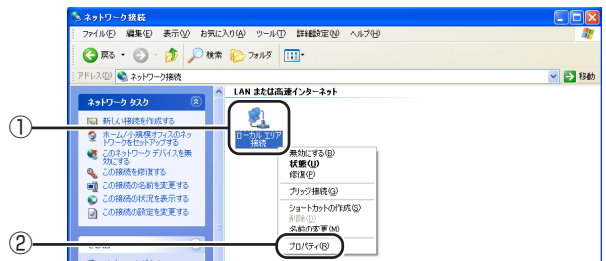 ネットワーク接続
ファイル(F) 編集(E) 表示(V) お気に入り(A) ツール(T) 詳細設定(N) ヘルプ(H)
戻る 検索 フォルダ
アドレス(D) ネットワーク接続 移動
LAN または高速インターネット
ネットワーク タスク
新しい接続を作成する
ホーム/小規模オフィスのネッ
トワークをセットアップする
このネットワーク デバイスを無
効にする
この接続を修復する
この接続の名前を変更する
この接続の状況を表示する
この接続の設定を変更する
①
ローカル エリア
接続
無効にする(B)
状態(U)
修復(P)
ブリッジ接続(G)
ショートカットの作成(S)
削除(D)
名前の変更(M)
②
プロパティ(R)